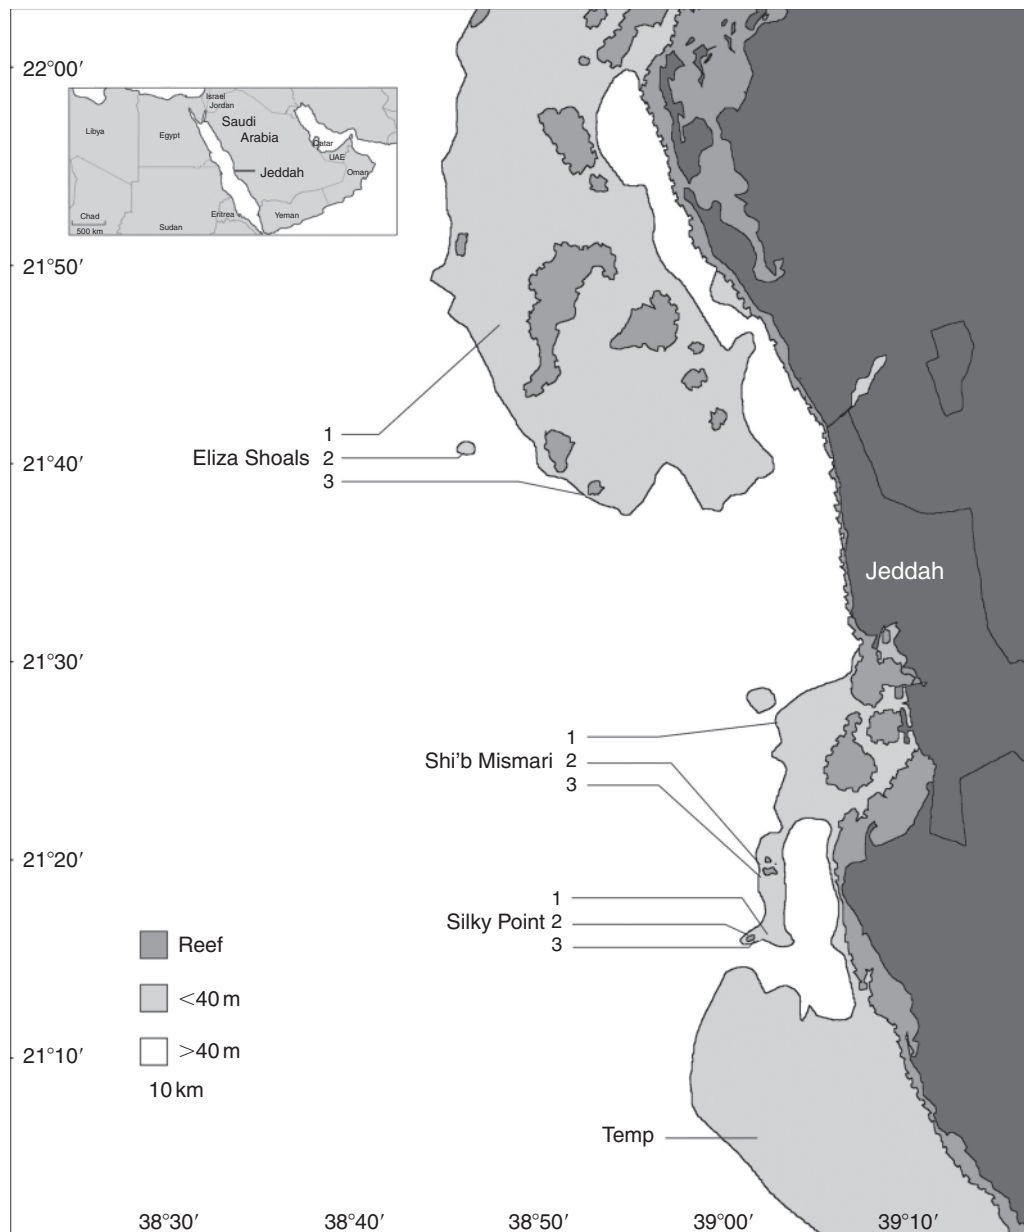 22°00′
Israel
Jordan
Libya
Egypt
Saudi
Arabia
Qatar
UAE
Jeddah
Oman
Chad
500 km
Sudan
Eritrea
Yemen
21°50′
1
Eliza Shoals 2
3
21°40′
Jeddah
21°30′
1
Shi'b Mismari 2
3
21°20′
1
Silky Point 2
3
Reef
<40 m
>40 m
10 km
21°10′
Temp
38°30′ 38°40′ 38°50′ 39°00′ 39°10′